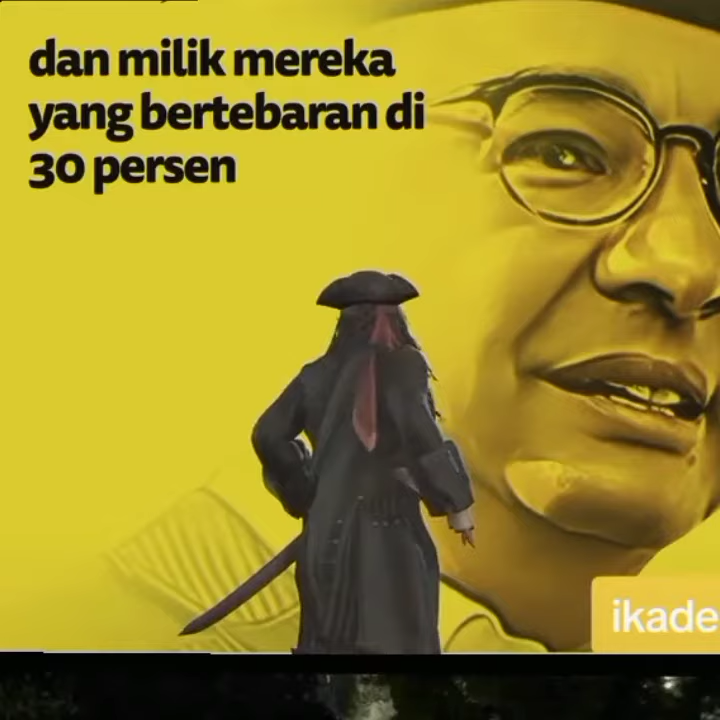 dan milik mereka
yang bertebaran di
30 persen
ikade